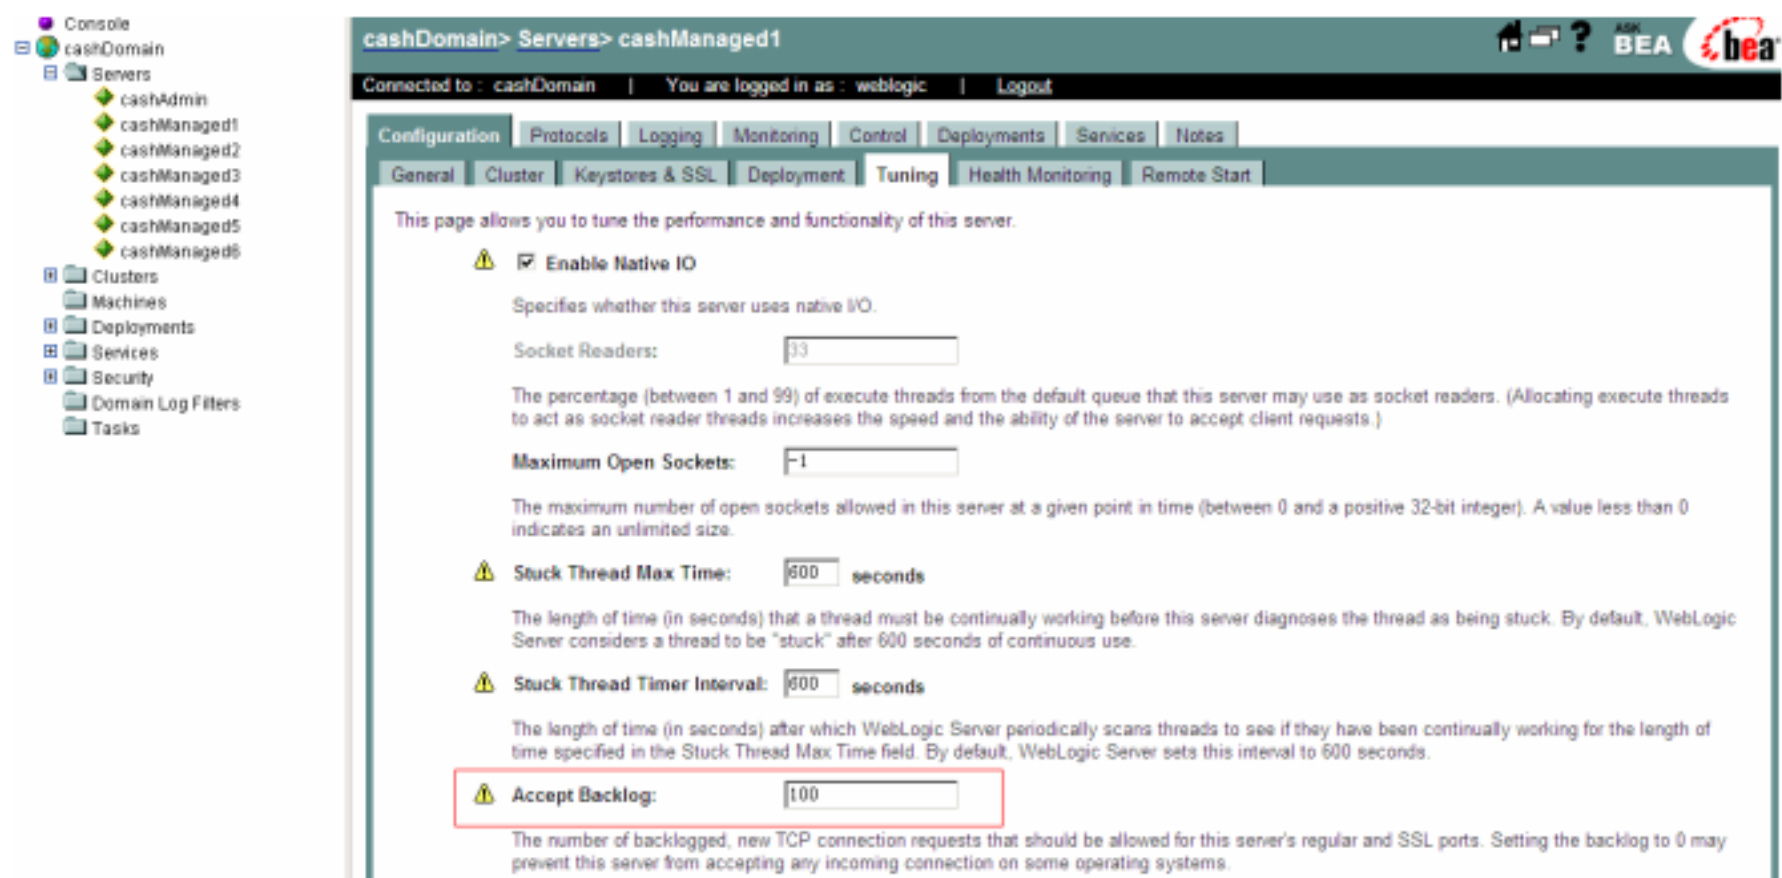 Console
cashDomain
Servers
cashAdmin
cashManaged1
cashManaged2
cashManaged3
cashManaged4
cashManaged5
cashManaged6
Clusters
Machines
Deployments
Services
Security
Domain Log Filters
Tasks
cashDomain> Servers> cashManaged1
? ASK BEA bea
Connected to : cashDomain | You are logged in as : weblogic | Logout
Configuration Protocols Logging Monitoring Control Deployments Services Notes
General Cluster Keystores & SSL Deployment Tuning Health Monitoring Remote Start
This page allows you to tune the performance and functionality of this server.
Enable Native IO
Specifies whether this server uses native I/O.
Socket Readers: 33
The percentage (between 1 and 99) of execute threads from the default queue that this server may use as socket readers. (Allocating execute threads
to act as socket reader threads increases the speed and the ability of the server to accept client requests.)
Maximum Open Sockets: -1
The maximum number of open sockets allowed in this server at a given point in time (between 0 and a positive 32-bit integer). A value less than 0
indicates an unlimited size.
Stuck Thread Max Time: 600 seconds
The length of time (in seconds) that a thread must be continually working before this server diagnoses the thread as being stuck. By default, WebLogic
Server considers a thread to be "stuck" after 600 seconds of continuous use.
Stuck Thread Timer Interval: 600 seconds
The length of time (in seconds) after which WebLogic Server periodically scans threads to see if they have been continually working for the length of
time specified in the Stuck Thread Max Time field. By default, WebLogic Server sets this interval to 600 seconds.
Accept Backlog: 100
The number of backlogged, new TCP connection requests that should be allowed for this server's regular and SSL ports. Setting the backlog to 0 may
prevent this server from accepting any incoming connection on some operating systems.